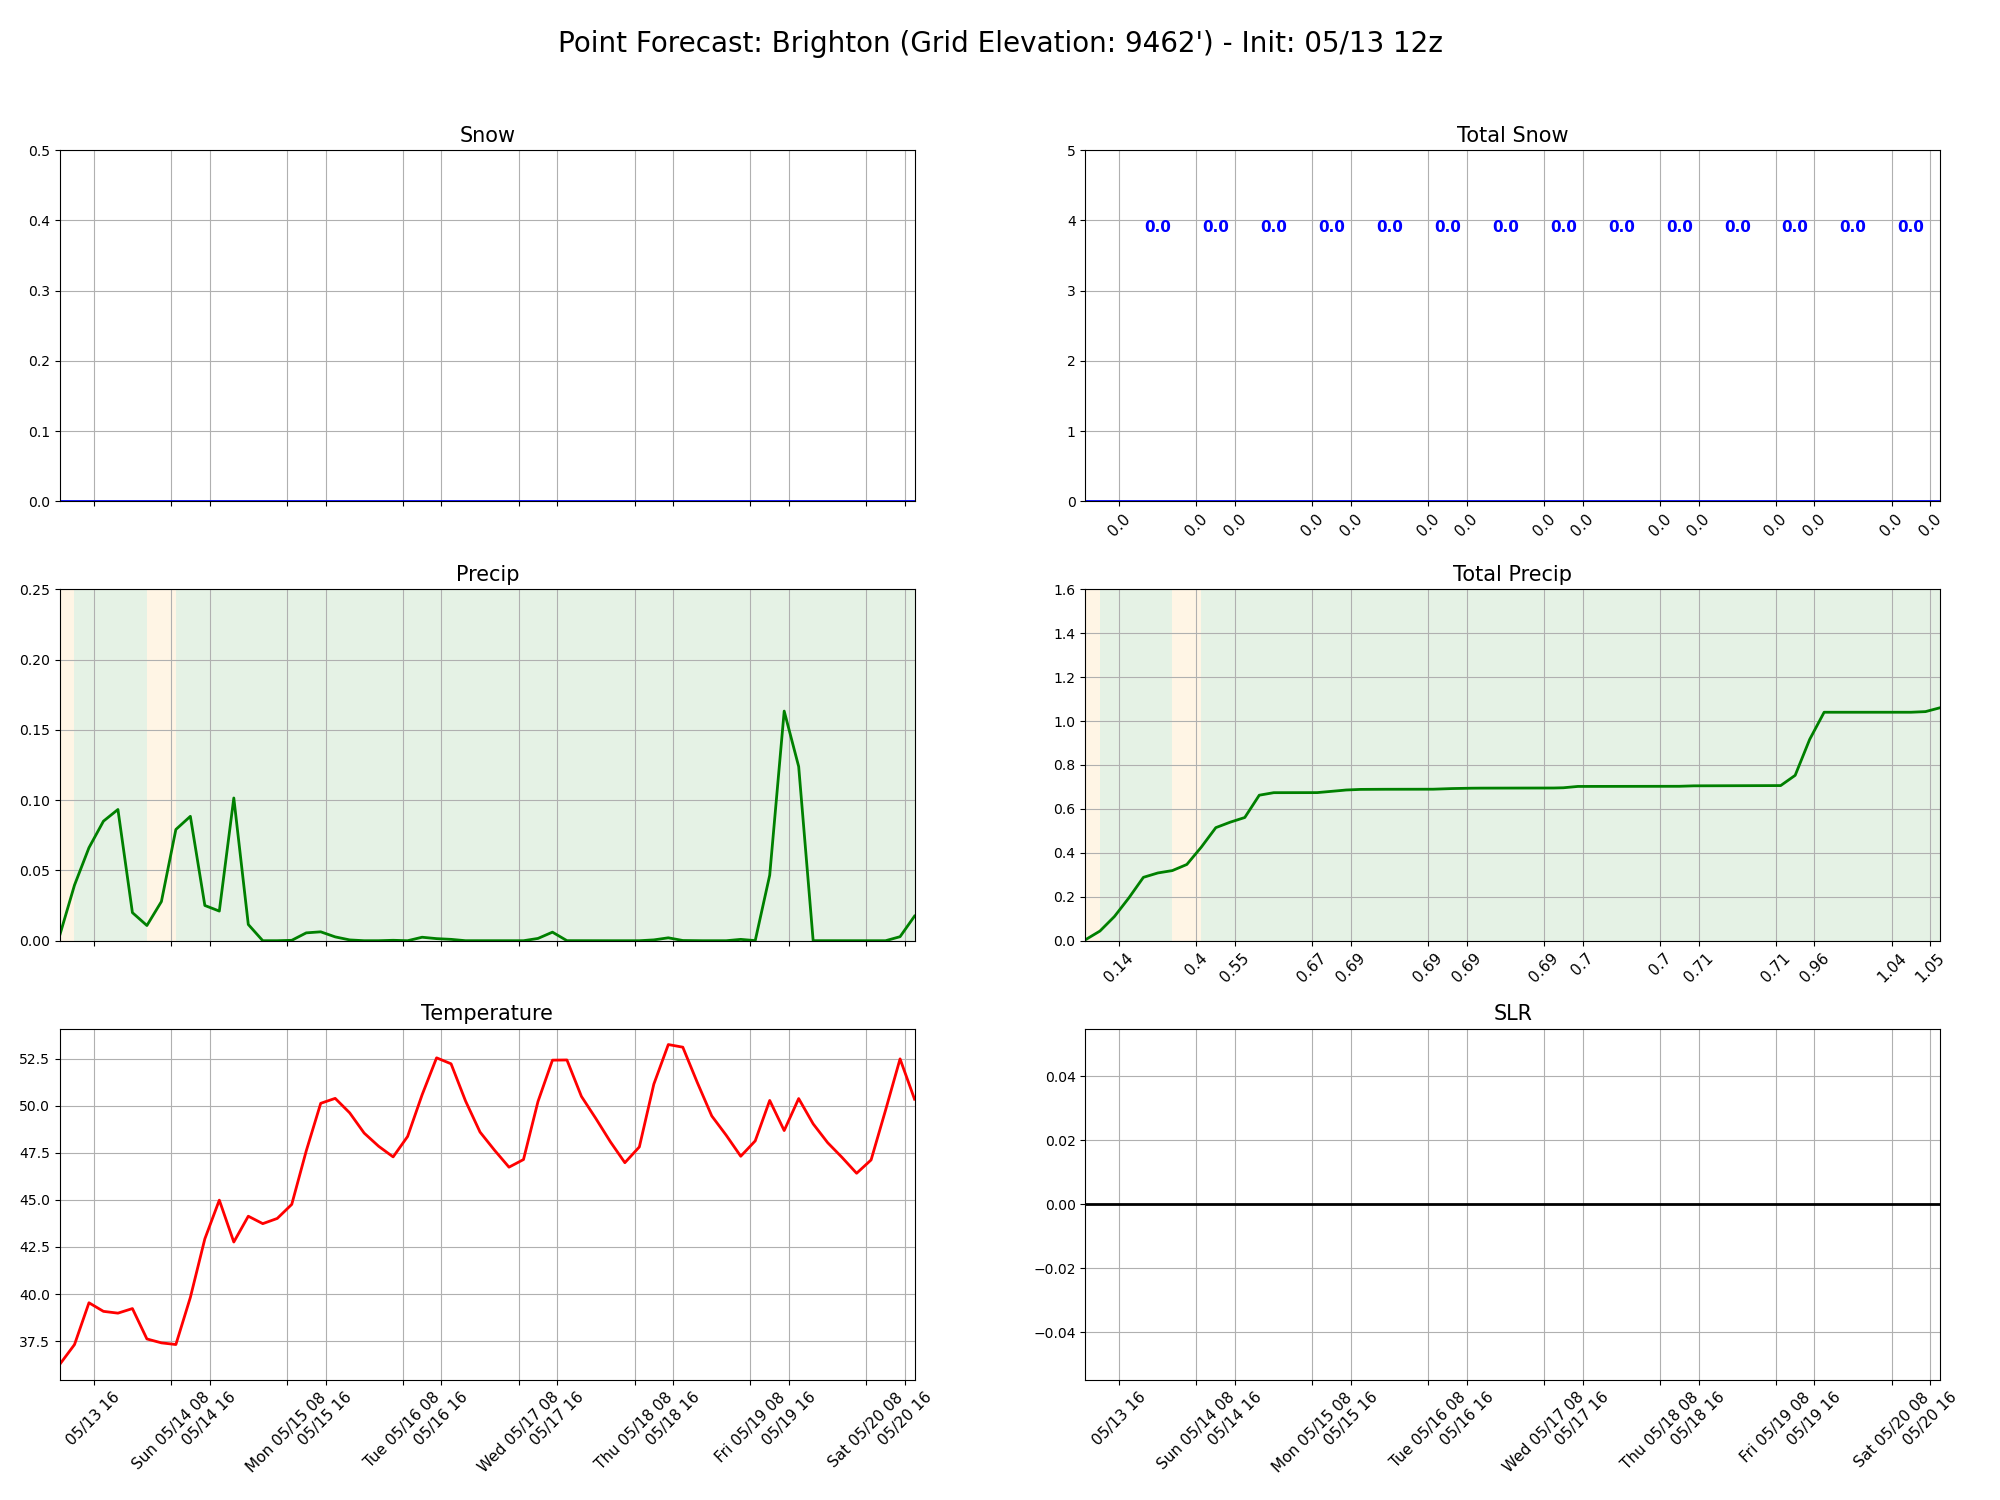 Point Forecast: Brighton (Grid Elevation: 9462') - Init: 05/13 12z
Snow
0.5
0.4
0.3
0.2
0.1
0.0
Total Snow
5
4
3
2
1
0
0.0 0.0 0.0 0.0 0.0 0.0 0.0 0.0 0.0 0.0 0.0 0.0 0.0 0.0
0.0 0.0 0.0 0.0 0.0 0.0 0.0 0.0 0.0 0.0 0.0 0.0 0.0 0.0 0.0
Precip
0.25
0.20
0.15
0.10
0.05
0.00
Total Precip
1.6
1.4
1.2
1.0
0.8
0.6
0.4
0.2
0.0
0.14 0.4 0.55 0.67 0.69 0.69 0.69 0.69 0.7 0.7 0.71 0.71 0.96 1.04 1.05
Temperature
52.5
50.0
47.5
45.0
42.5
40.0
37.5
05/13 16
Sun 05/14 08
05/14 16
Mon 05/15 08
05/15 16
Tue 05/16 08
05/16 16
Wed 05/17 08
05/17 16
Thu 05/18 08
05/18 16
Fri 05/19 08
05/19 16
Sat 05/20 08
05/20 16
SLR
0.04
0.02
0.00
−0.02
−0.04
05/13 16
Sun 05/14 08
05/14 16
Mon 05/15 08
05/15 16
Tue 05/16 08
05/16 16
Wed 05/17 08
05/17 16
Thu 05/18 08
05/18 16
Fri 05/19 08
05/19 16
Sat 05/20 08
05/20 16